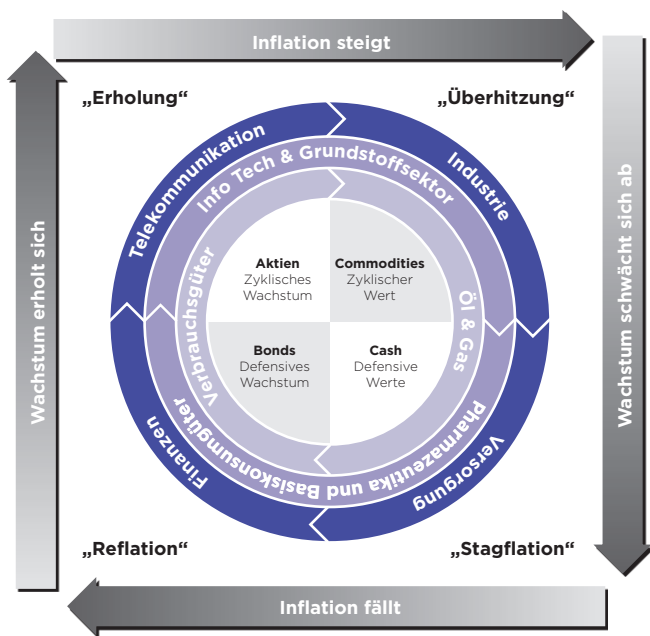 Inflation steigt
„Erholung“
„Überhitzung“
Wachstum erholt sich
Wachstum schwächt sich ab
Telekommunikation
Info Tech & Grundstoffsektor
Industrie
Verbrauchsgüter
Öl & Gas
Aktien
Zyklisches
Wachstum
Commodities
Zyklischer
Wert
Bonds
Defensives
Wachstum
Cash
Defensive
Werte
Finanzen
Pharmazeutika und Basiskonsumgüter
Versorgung
„Reflation“
„Stagflation“
Inflation fällt